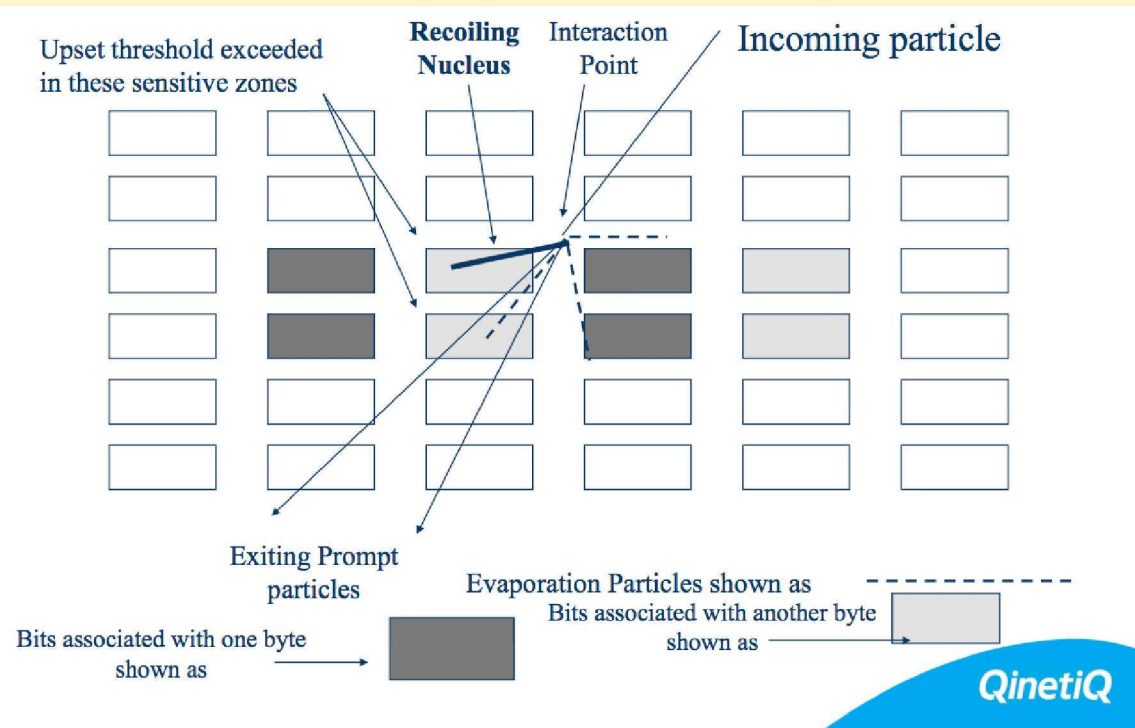 Upset threshold exceeded
in these sensitive zones
Recoiling
Nucleus
Interaction
Point
Incoming particle
Exiting Prompt
particles
Evaporation Particles shown as
Bits associated with another byte
shown as
Bits associated with one byte
shown as
QinetiQ